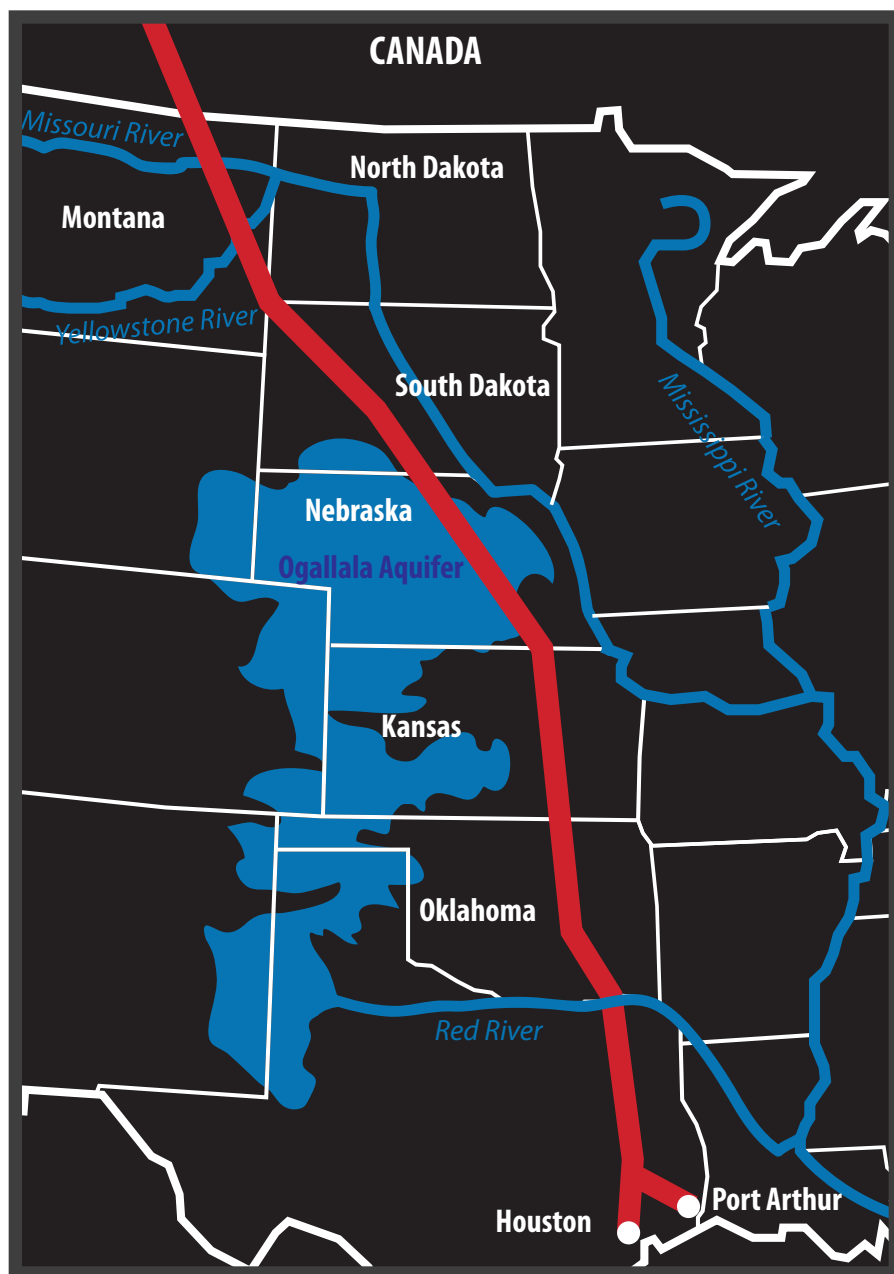 CANADA
Missouri River
North Dakota
Montana
Yellowstone River
South Dakota
Mississippi River
Nebraska
Ogallala Aquifer
Kansas
Oklahoma
Red River
Port Arthur
Houston